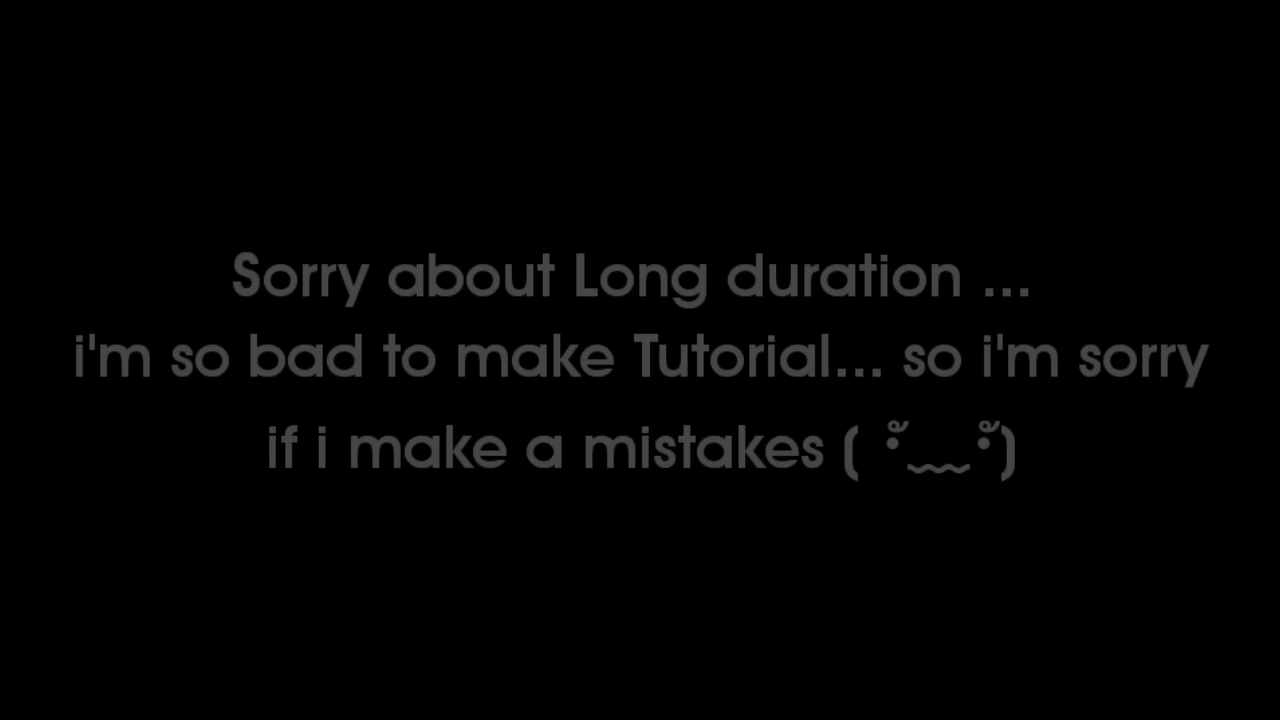 Sorry about Long duration ...
i'm so bad to make Tutorial... so i'm sorry
if i make a mistakes ( •̃́﹏•̃́)